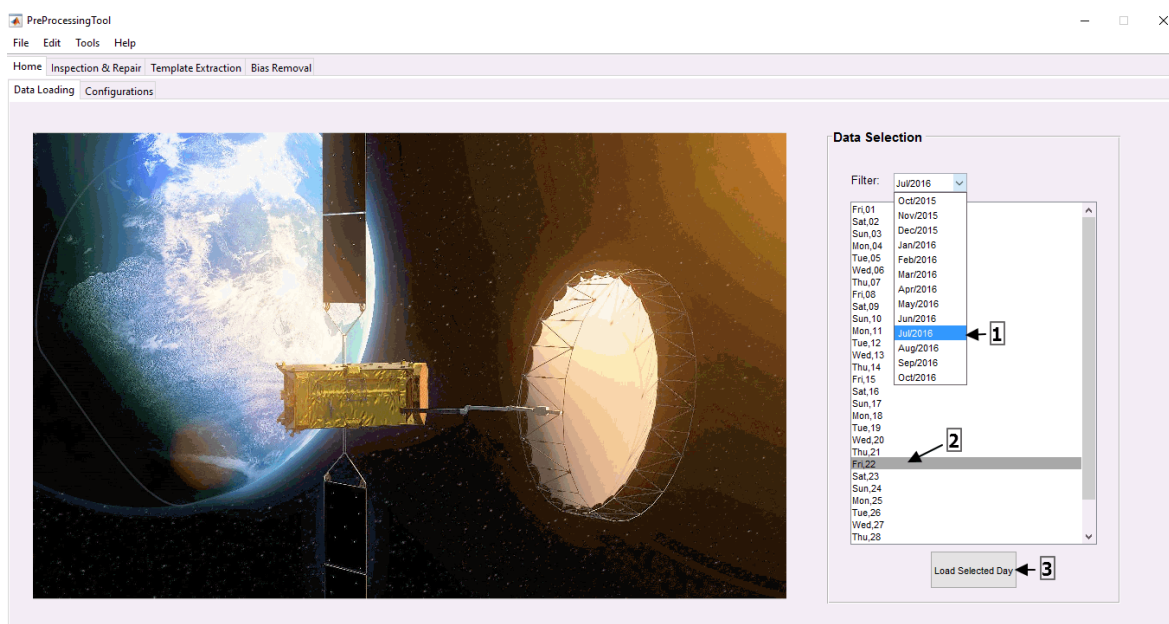 PreProcessingTool
File Edit Tools Help
Home Inspection & Repair Template Extraction Bias Removal
Data Loading Configurations
Data Selection
Filter: Jul/2016
Oct/2015
Nov/2015
Dec/2015
Jan/2016
Feb/2016
Mar/2016
Apr/2016
May/2016
Jun/2016
Jul/2016
Aug/2016
Sep/2016
Oct/2016
1
Fri,01
Sat,02
Sun,03
Mon,04
Tue,05
Wed,06
Thu,07
Fri,08
Sat,09
Sun,10
Mon,11
Tue,12
Wed,13
Thu,14
Fri,15
Sat,16
Sun,17
Mon,18
Tue,19
Wed,20
Thu,21
Fri,22
Sat,23
Sun,24
Mon,25
Tue,26
Wed,27
Thu,28
2
Load Selected Day
3